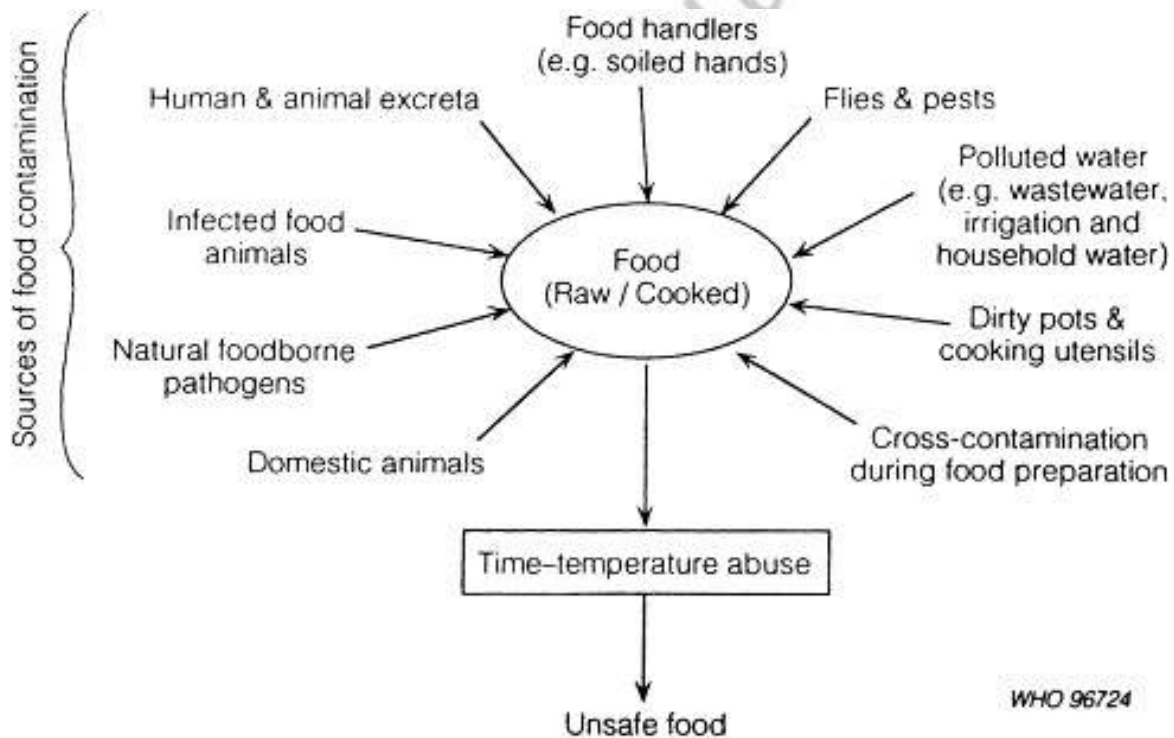 Sources of food contamination
Food handlers
(e.g. soiled hands)
Human & animal excreta
Flies & pests
Polluted water
(e.g. wastewater,
irrigation and
household water)
Infected food
animals
Food
(Raw / Cooked)
Dirty pots &
cooking utensils
Natural foodborne
pathogens
Domestic animals
Cross-contamination
during food preparation
Time–temperature abuse
Unsafe food
WHO 96724